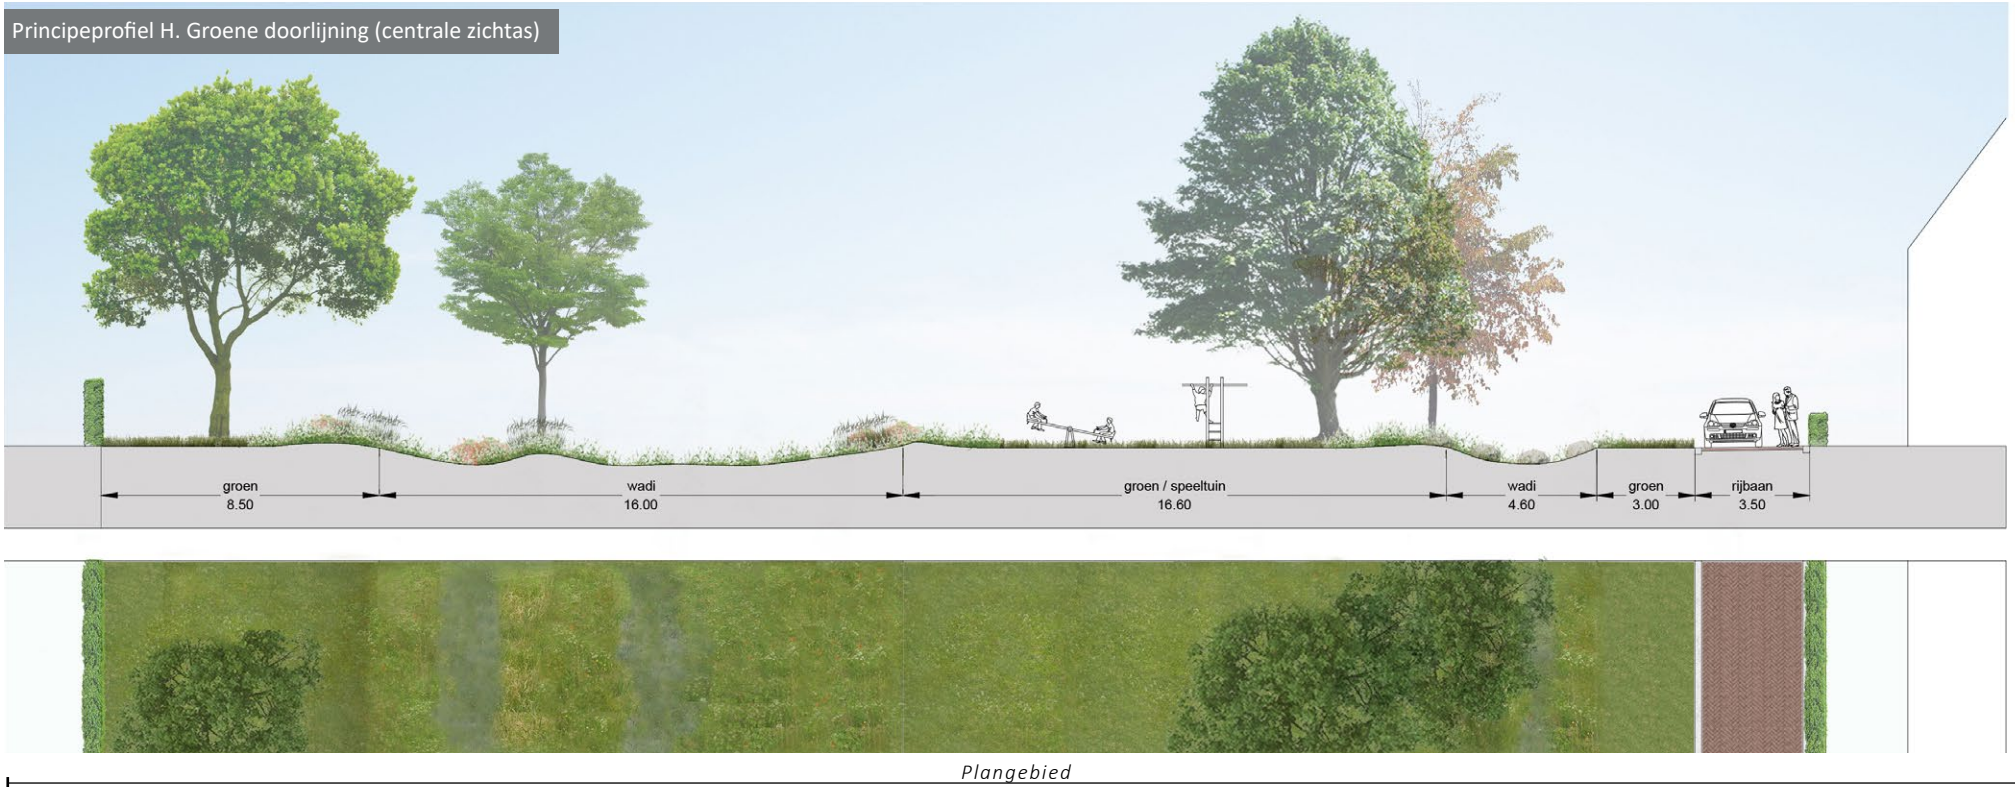 Principeprofiel H. Groene doorlijning (centrale zichtas)
groen
8.50
wadi
16.00
groen / speeltuin
16.60
wadi
4.60
groen
3.00
rijbaan
3.50
Plangebied